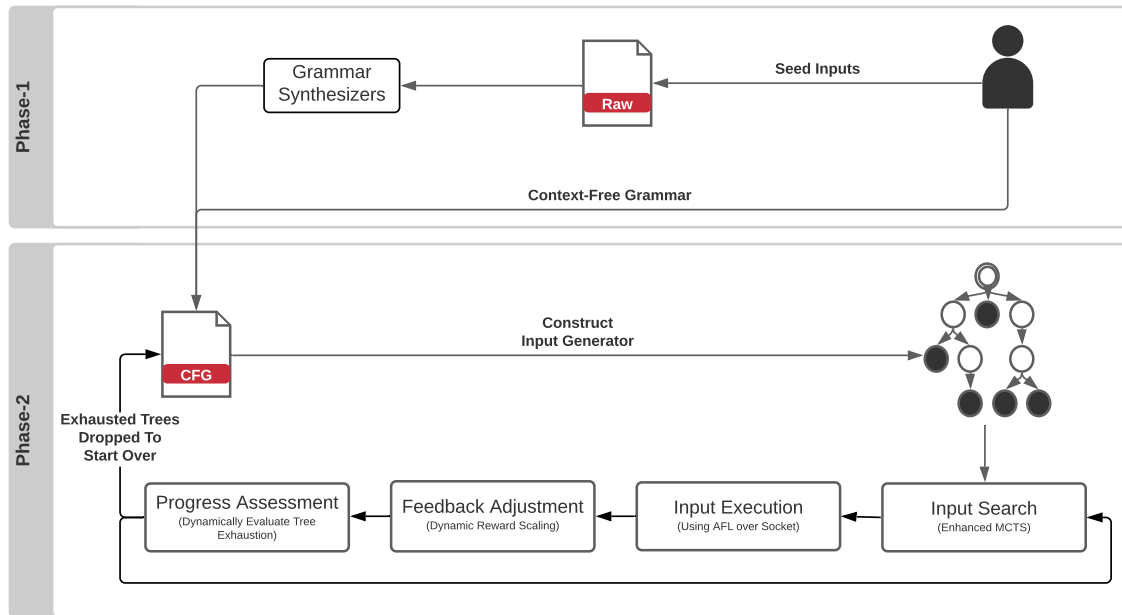 Phase-1
Grammar
Synthesizers
Raw
Seed Inputs
Context-Free Grammar
Phase-2
CFG
Construct
Input Generator
Exhausted Trees
Dropped To
Start Over
Progress Assessment
(Dynamically Evaluate Tree
Exhaustion)
Feedback Adjustment
(Dynamic Reward Scaling)
Input Execution
(Using AFL over Socket)
Input Search
(Enhanced MCTS)